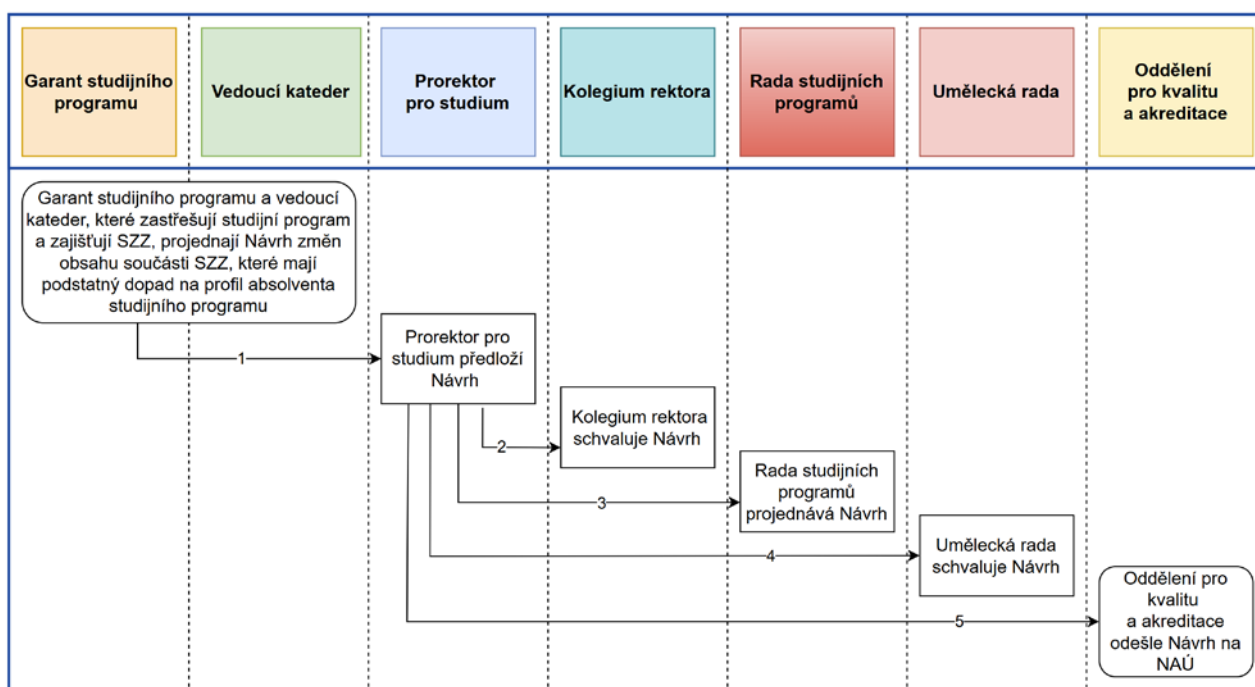 Garant studijního
programu
Vedoucí kateder
Prorektor
pro studium
Kolegium rektora
Rada studijních
programů
Umělecká rada
Oddělení
pro kvalitu
a akreditace
Garant studijního programu a vedoucí
kateder, které zastřešují studijní program
a zajišťují SZZ, projednají Návrh změn
obsahu součásti SZZ, které mají
podstatný dopad na profil absolventa
studijního programu
1
Prorektor pro
studium předloží
Návrh
2
Kolegium rektora
schvaluje Návrh
3
Rada studijních
programů
projednává Návrh
4
Umělecká rada
schvaluje Návrh
5
Oddělení pro
kvalitu
a akreditace
odešle Návrh na
NAÚ